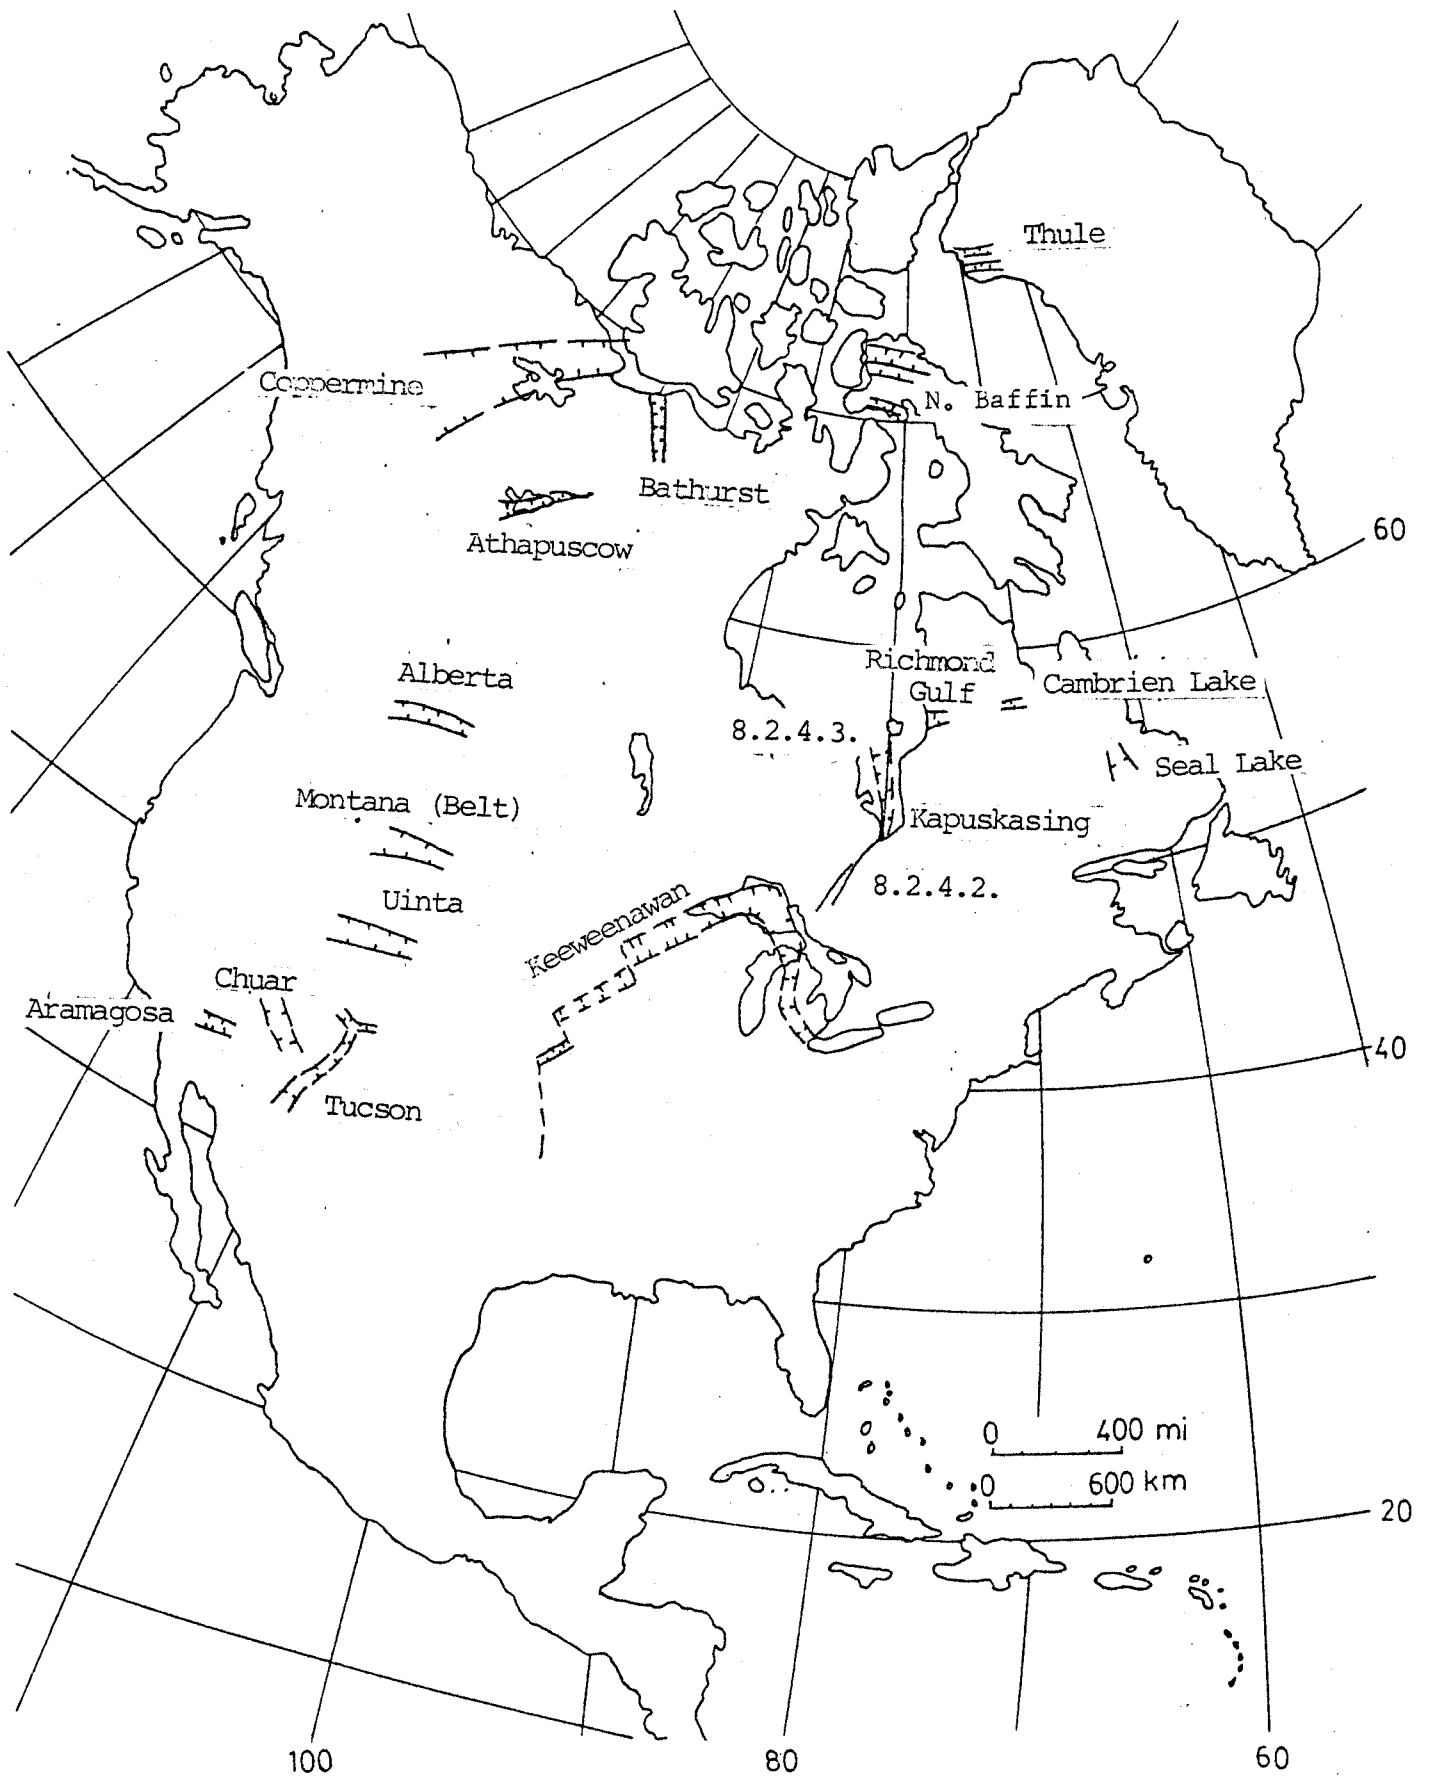 Thule
Coppermine
N. Baffin
Bathurst
60
Athapuscow
Richmond
Gulf
Alberta
Cambrien Lake
8.2.4.3.
Seal Lake
Montana (Belt)
Kapuskasing
8.2.4.2.
Uinta
Keeweenawan
Chuar
Aramagosa
40
Tucson
0 400 mi
0 600 km
20
100 80 60